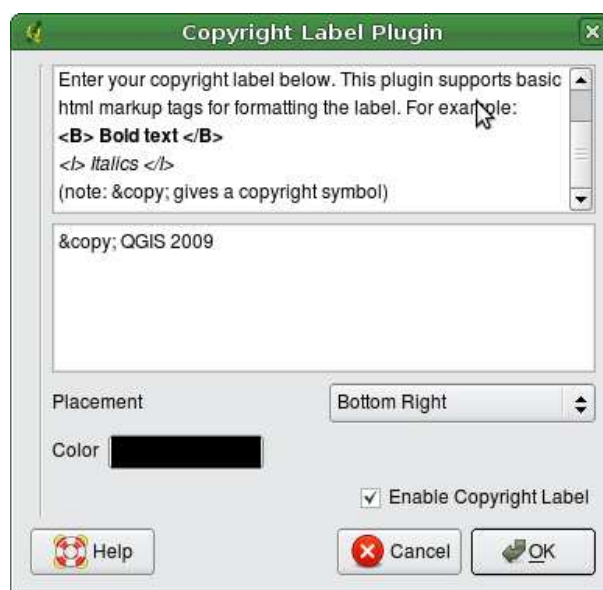 Copyright Label Plugin
Enter your copyright label below. This plugin supports basic
html markup tags for formatting the label. For example:
<B> Bold text </B>
<I> Italics </I>
(note: &copy; gives a copyright symbol)
&copy; QGIS 2009
Placement
Bottom Right
Color
Enable Copyright Label
Help
Cancel
OK